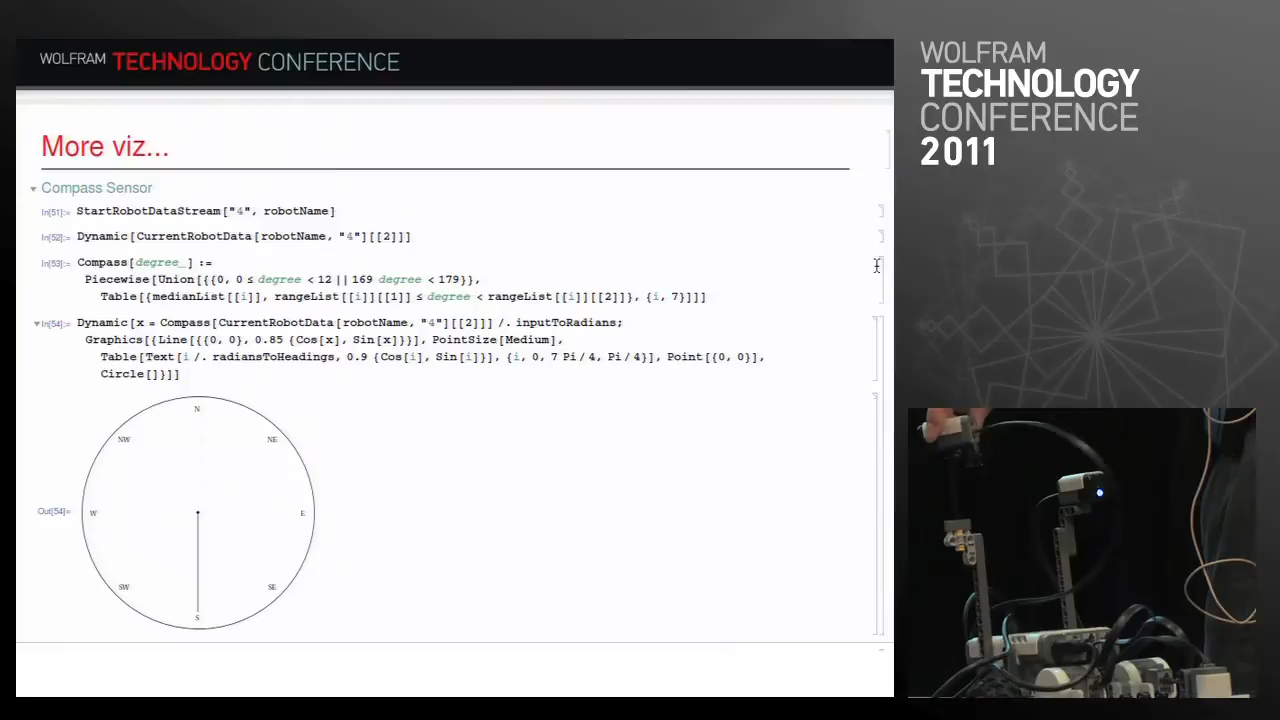 WOLFRAM TECHNOLOGY CONFERENCE
WOLFRAM
TECHNOLOGY
CONFERENCE
2011
More viz...
Compass Sensor
In[51]:= StartRobotDataStream["4", robotName]
In[52]:= Dynamic[CurrentRobotData[robotName, "4"][[2]]]
In[53]:= Compass[degree_] :=
Piecewise[Union[{{0, 0 ≤ degree < 12 || 169 degree < 179}},
Table[{medianList[[i]], rangeList[[i]][[1]] ≤ degree < rangeList[[i]][[2]]}, {i, 7}]]]
In[54]:= Dynamic[x = Compass[CurrentRobotData[robotName, "4"][[2]]] /. inputToRadians;
Graphics[{Line[{{0, 0}, 0.85 {Cos[x], Sin[x]}}], PointSize[Medium],
Table[Text[i /. radiansToHeadings, 0.9 {Cos[i], Sin[i]}], {i, 0, 7 Pi/4, Pi/4}], Point[{0, 0}],
Circle[]}]]
N
NW NE
Out[54]= W E
SW SE
S